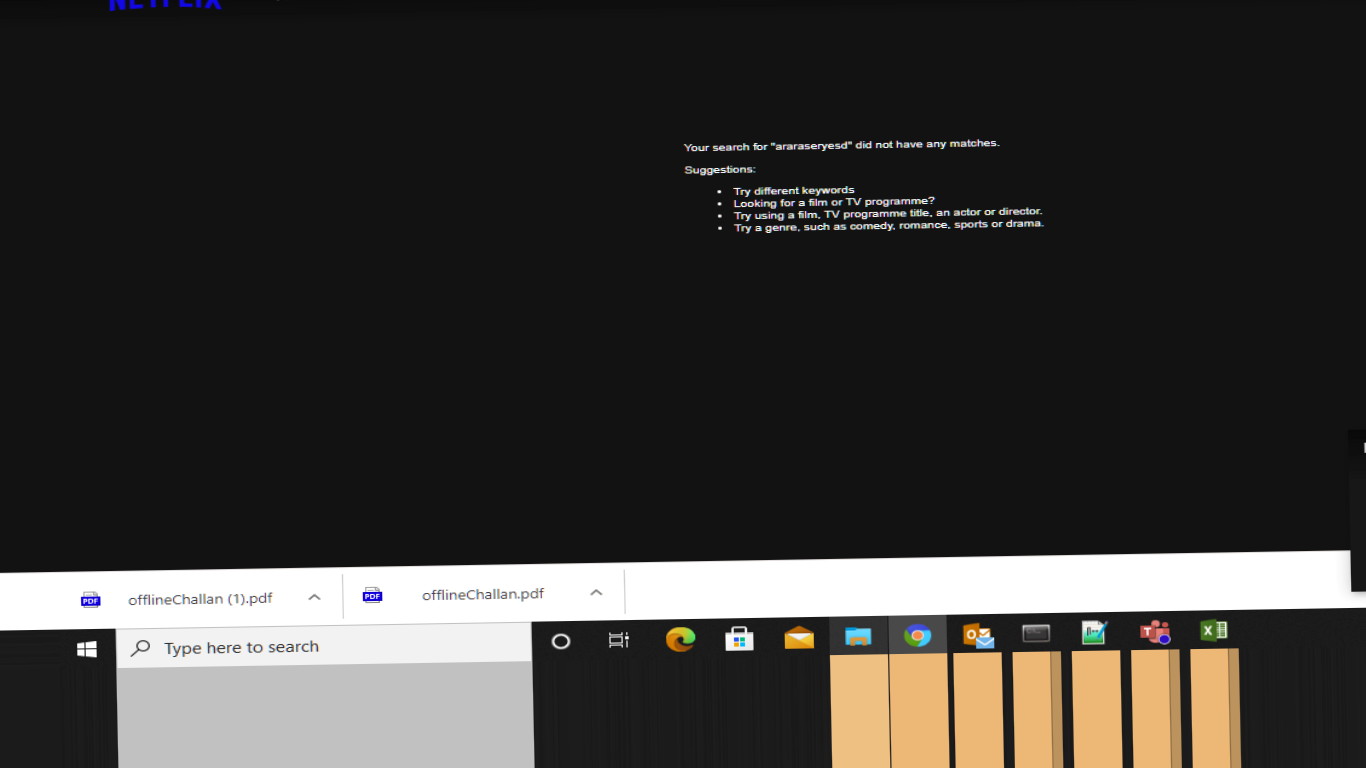 NETFLIX
Your search for "araraseryesd" did not have any matches.
Suggestions:
• Try different keywords
• Looking for a film or TV programme?
• Try using a film, TV programme title, an actor or director.
• Try a genre, such as comedy, romance, sports or drama.
PDF offlineChallan (1).pdf PDF offlineChallan.pdf
Type here to search